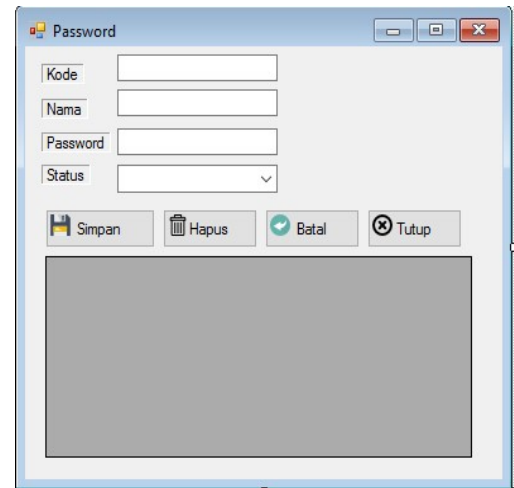 Password
Kode
Nama
Password
Status
Simpan Hapus Batal Tutup